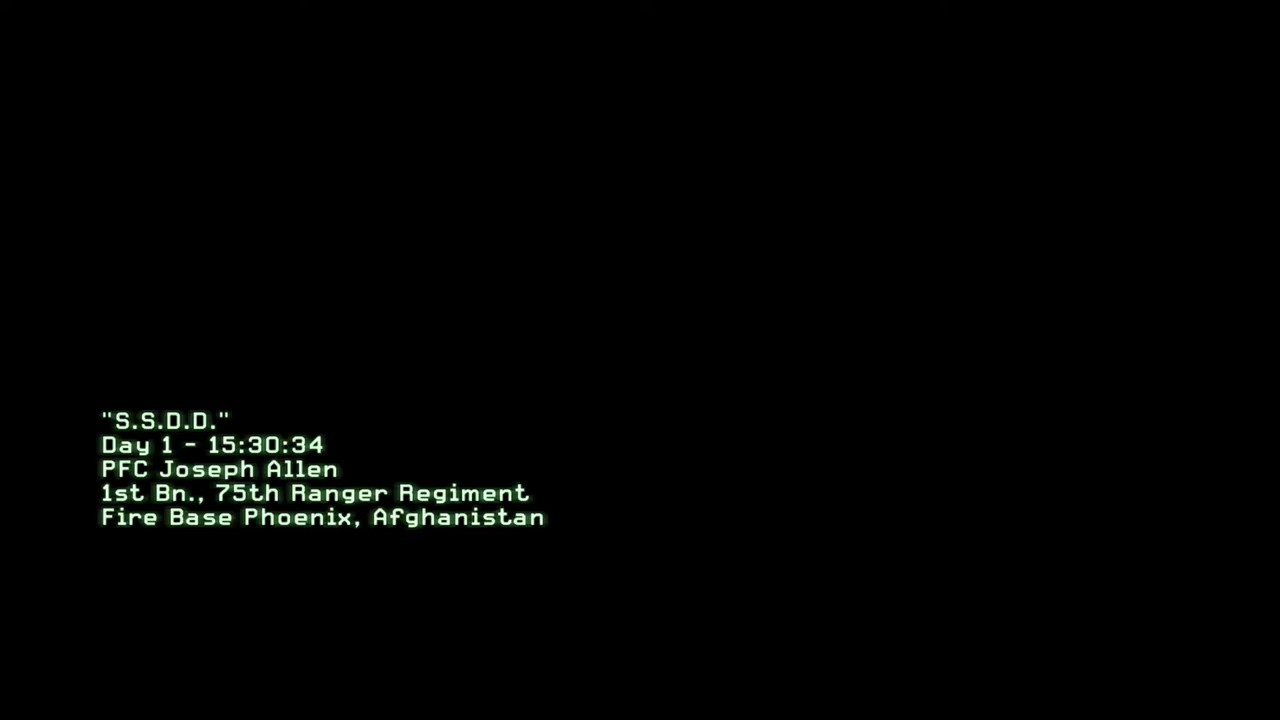 "S.S.D.D."
Day 1 - 15:30:34
PFC Joseph Allen
1st Bn., 75th Ranger Regiment
Fire Base Phoenix, Afghanistan